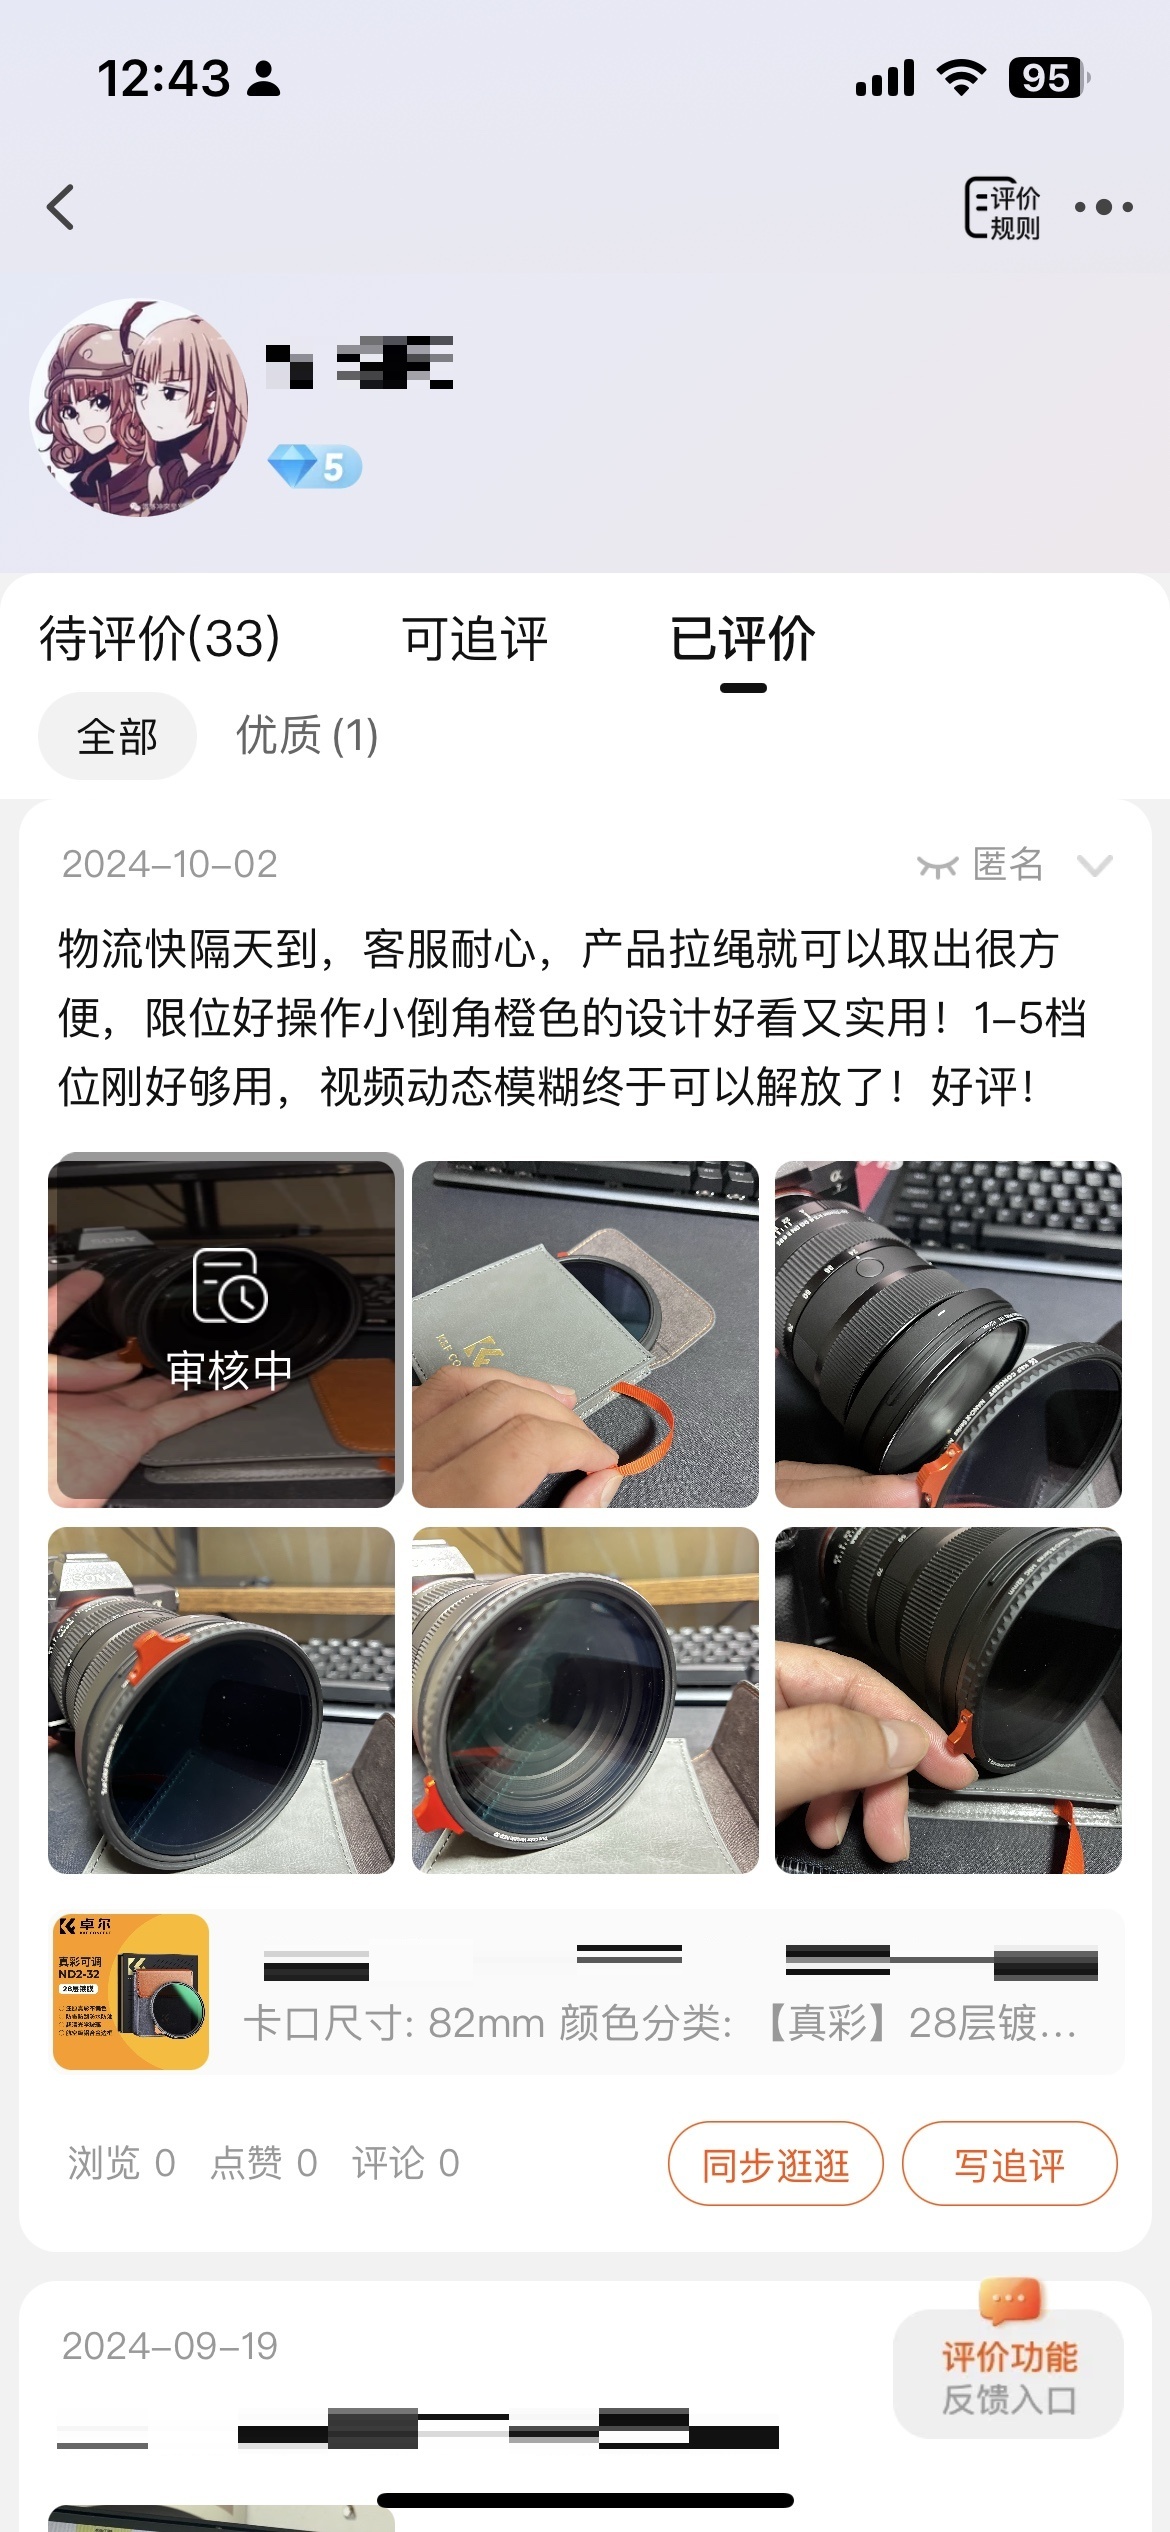 12:43
95
评价
规则
5
待评价(33) 可追评 已评价
全部 优质(1)
2024-10-02 匿名
物流快隔天到，客服耐心，产品拉绳就可以取出很方
便，限位好操作小倒角橙色的设计好看又实用！1-5档
位刚好够用，视频动态模糊终于可以解放了！好评！
审核中
SONY
卓尔
真彩可调
ND2-32
28层镀膜
卡口尺寸: 82mm 颜色分类: 【真彩】28层镀...
浏览 0 点赞 0 评论 0
同步逛逛 写追评
2024-09-19
评价功能
反馈入口